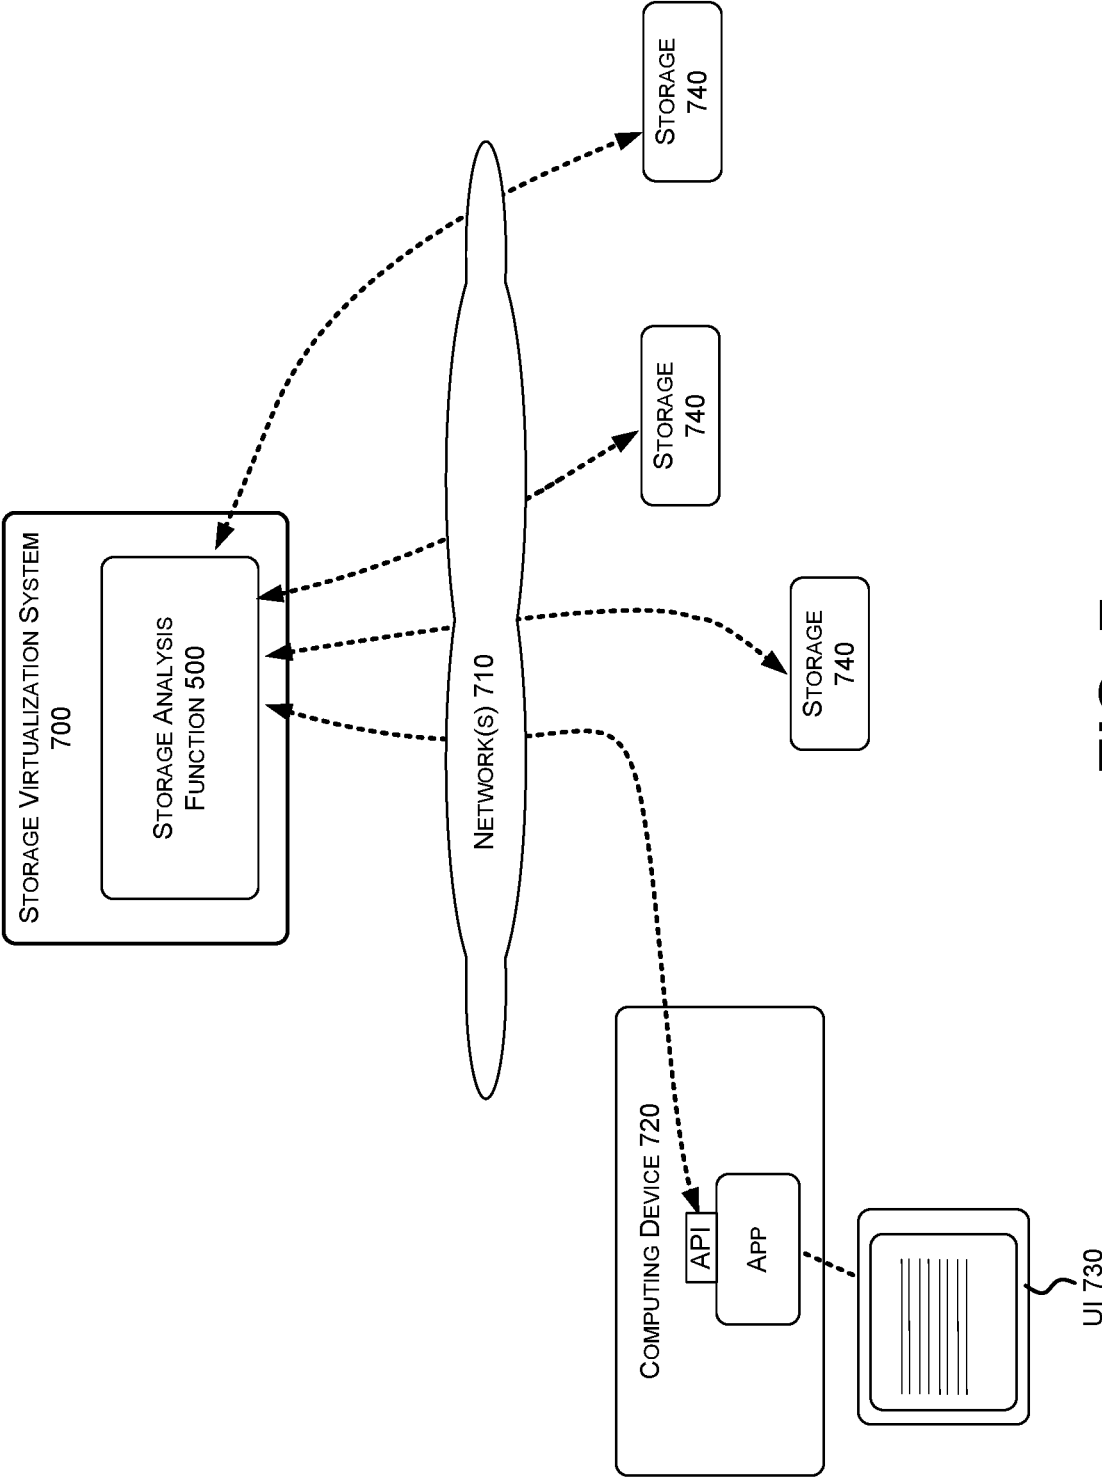 STORAGE VIRTUALIZATION SYSTEM
700
STORAGE ANALYSIS
FUNCTION 500
NETWORK(S) 710
STORAGE
740
STORAGE
740
STORAGE
740
COMPUTING DEVICE 720
API
APP
UI 730